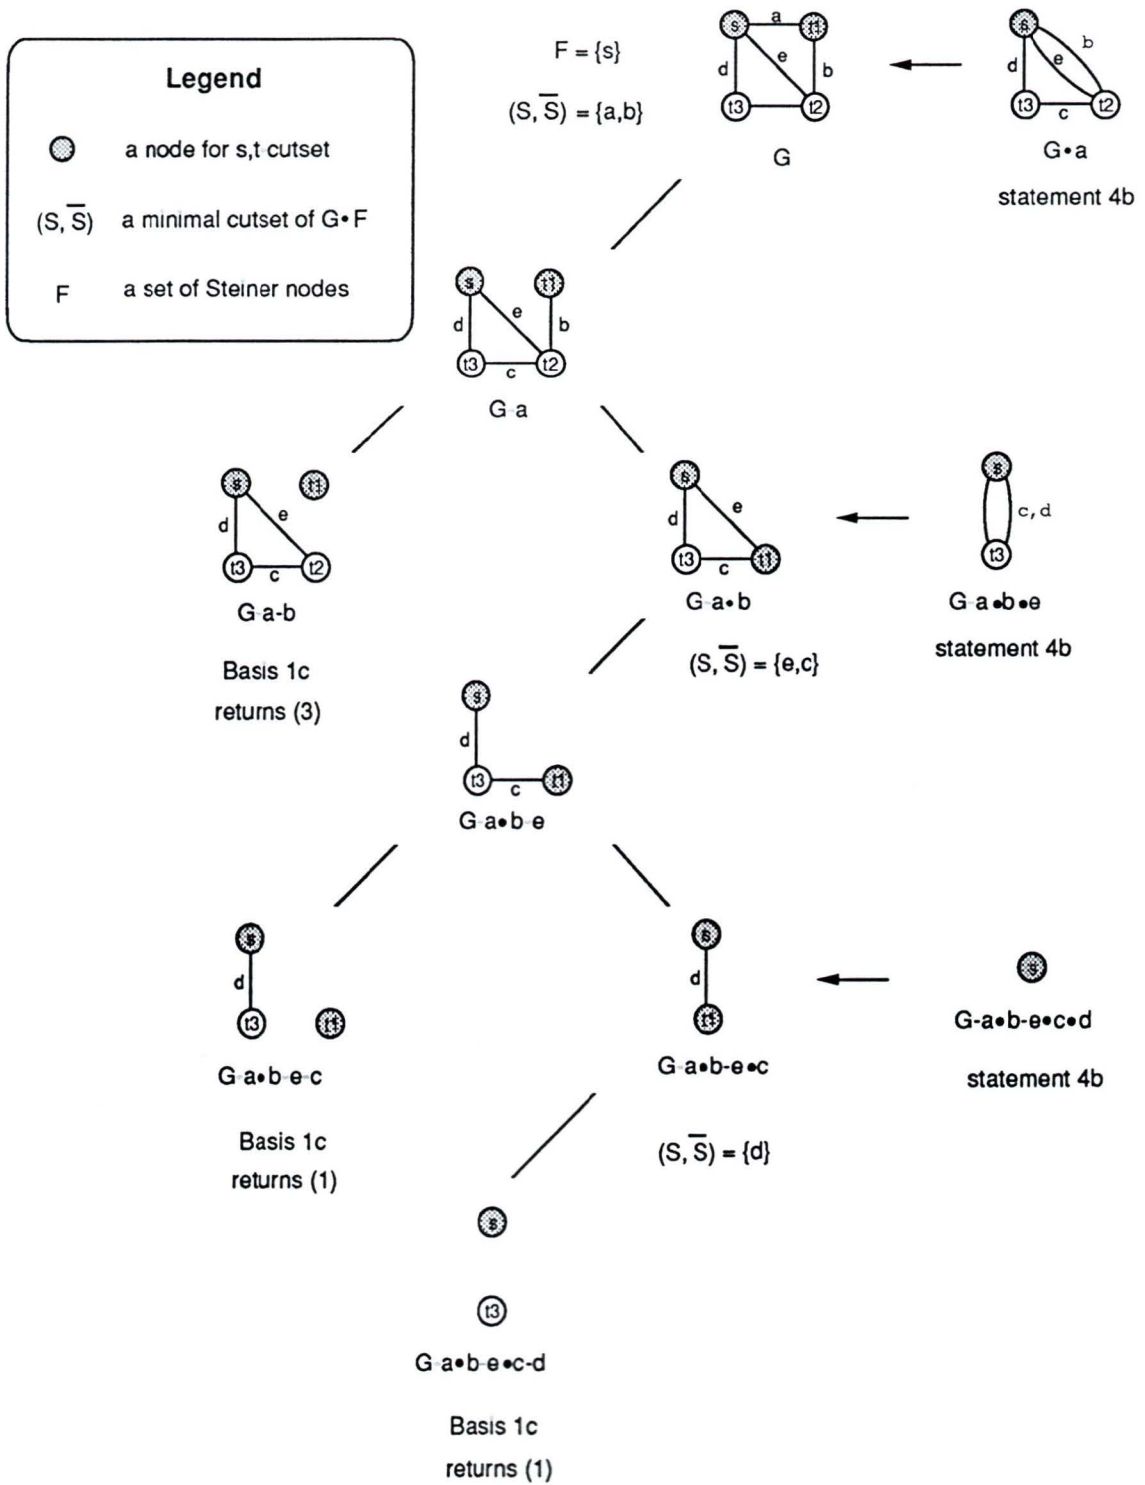 Legend
a node for s,t cutset
(S, S̅) a minimal cutset of G•F
F a set of Steiner nodes
F = {s}
(S, S̅) = {a,b}
s a t1
d e b
t3 t2
G
s
b
d e
t3 c t2
G•a
statement 4b
s t1
d e b
t3 c t2
G-a
s t1
d e
t3 c t2
G-a-b
Basis 1c
returns (3)
s
d e
t3 c t1
G-a•b
(S, S̅) = {e,c}
s
c,d
t3
G-a•b•e
statement 4b
s
d
t3 c t1
G-a•b-e
s
d
t3 t1
G-a•b-e-c
Basis 1c
returns (1)
s
d
t1
G-a•b-e•c
(S, S̅) = {d}
s
G-a•b-e•c•d
statement 4b
s
t3
G-a•b-e•c-d
Basis 1c
returns (1)